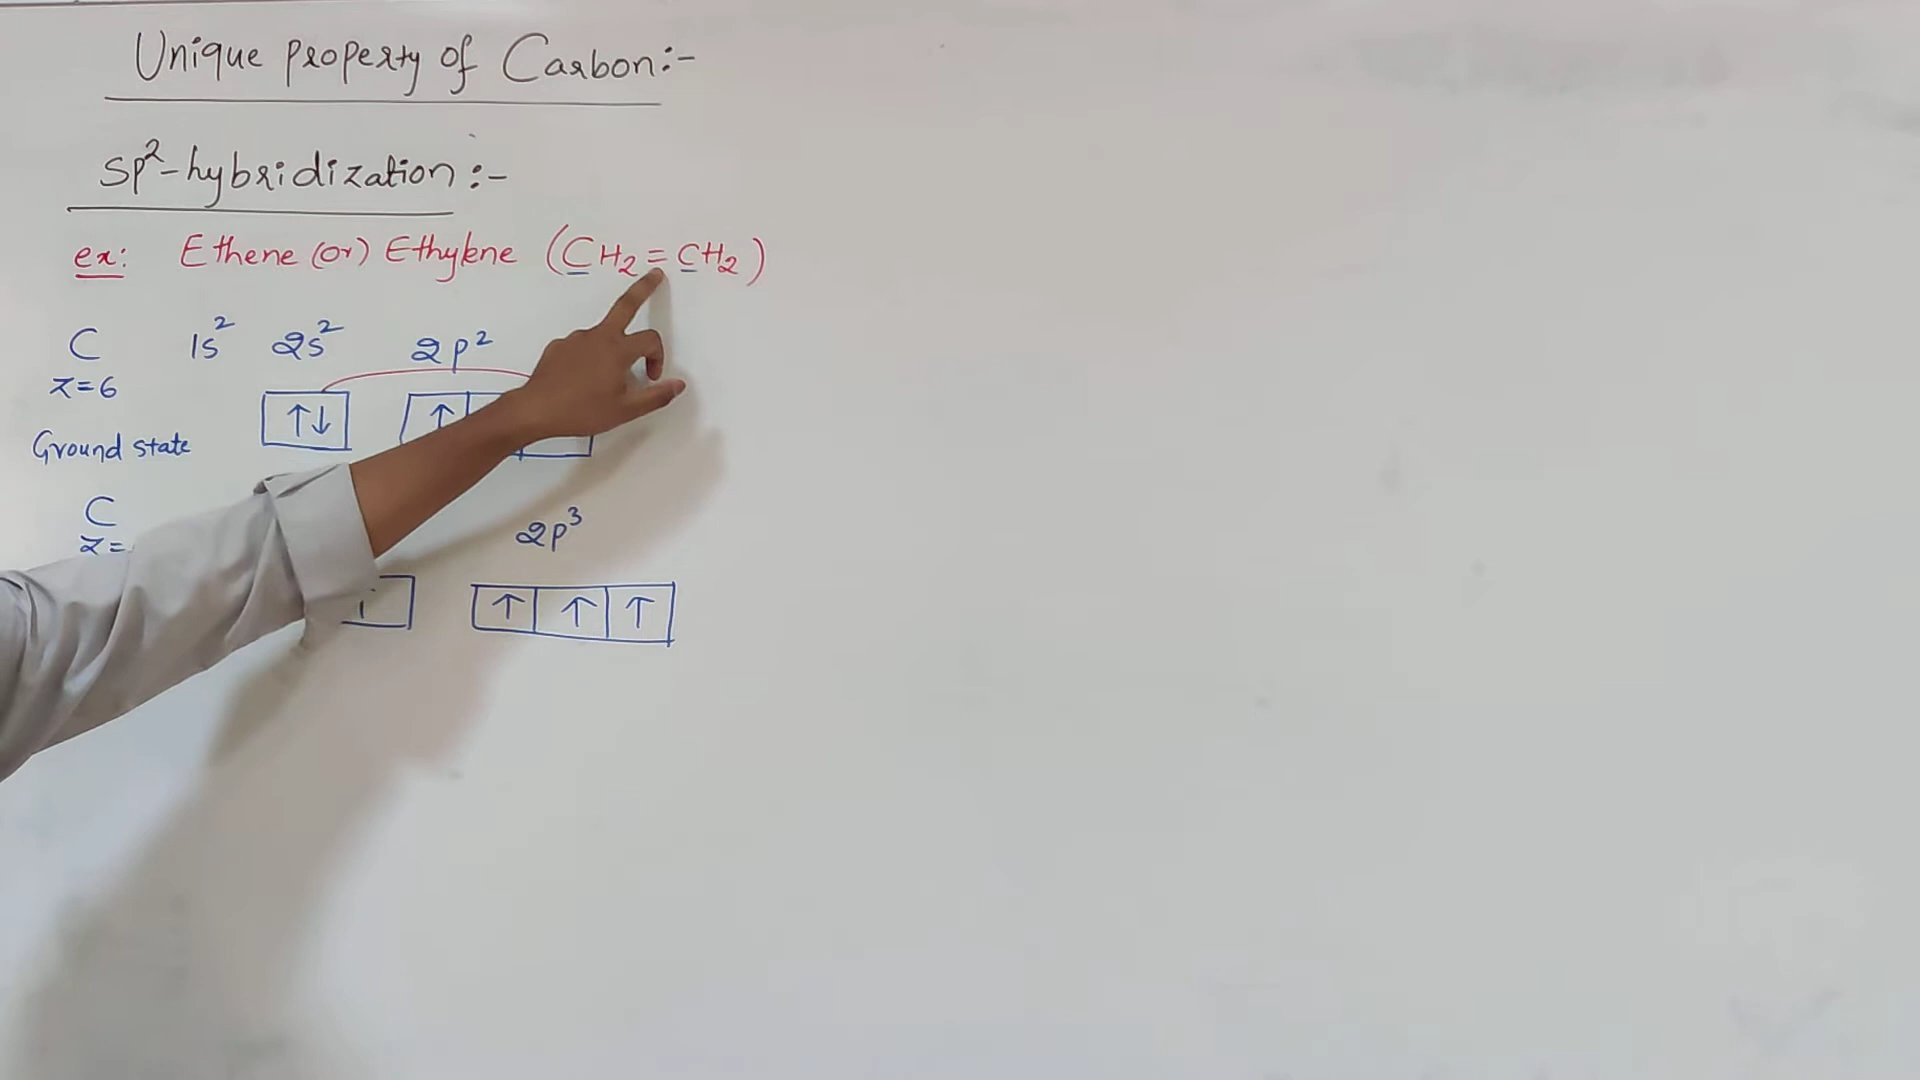 Unique property of Carbon:-
sp²-hybridization:-
ex: Ethene (or) Ethylene (CH₂=CH₂)
C 1s² 2s² 2p²
z=6
↑↓ ↑
Ground state
C 2p³
z=
↑ ↑ ↑ ↑